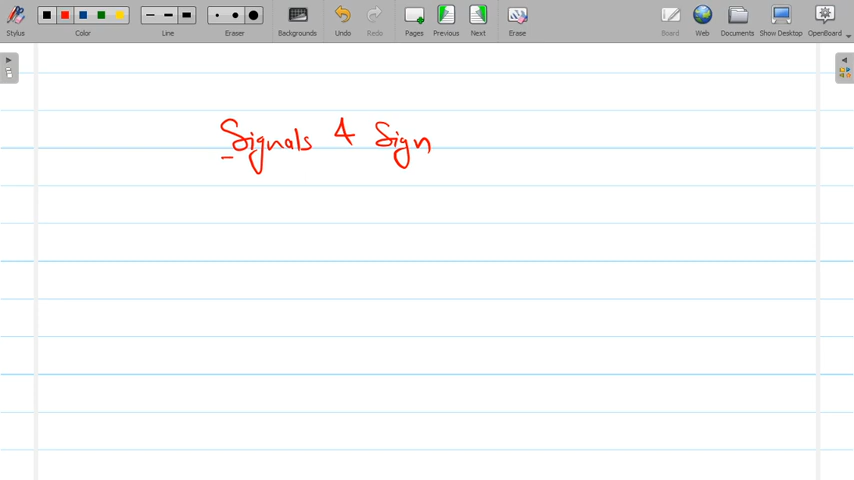 Stylus
Color
Line
Eraser
Backgrounds
Undo
Redo
Pages
Previous
Next
Erase
Board
Web
Documents
Show Desktop
OpenBoard
Signals & Sign